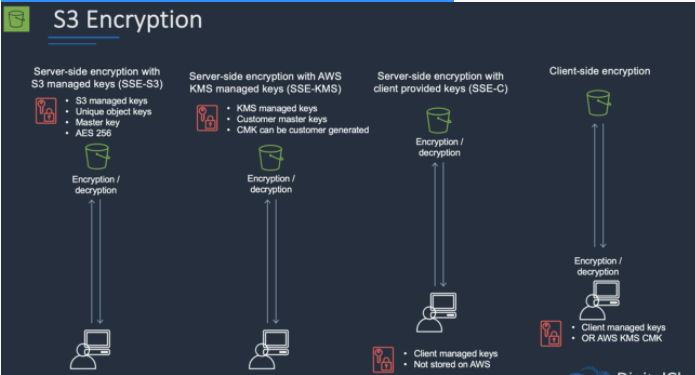 S3 Encryption
Server-side encryption with
S3 managed keys (SSE-S3)
• S3 managed keys
• Unique object keys
• Master key
• AES 256
Encryption /
decryption
Server-side encryption with AWS
KMS managed keys (SSE-KMS)
• KMS managed keys
• Customer master keys
• CMK can be customer generated
Encryption /
decryption
Server-side encryption with
client provided keys (SSE-C)
Encryption /
decryption
• Client managed keys
• Not stored on AWS
Client-side encryption
Encryption /
decryption
• Client managed keys
• OR AWS KMS CMK